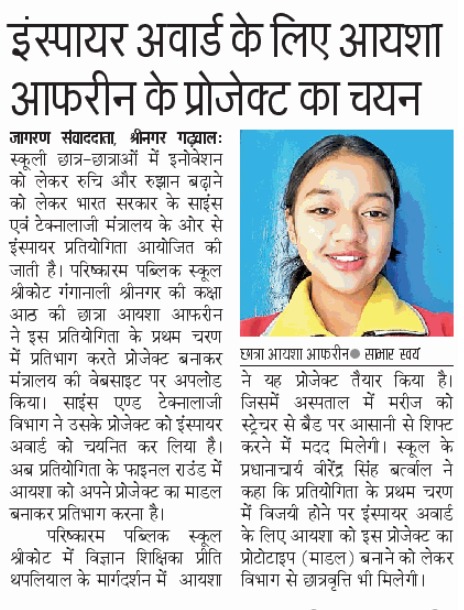 इंस्पायर अवार्ड के लिए आयशा
आफरीन के प्रोजेक्ट का चयन
जागरण संवाददाता, श्रीनगर गढ़वाल:
स्कूली छात्र-छात्राओं में इनोवेशन
को लेकर रुचि और रुझान बढ़ाने
को लेकर भारत सरकार के साइंस
एवं टेक्नालाजी मंत्रालय के ओर से
इंस्पायर प्रतियोगिता आयोजित की
जाती है। परिष्कारम पब्लिक स्कूल
श्रीकोट गंगानाली श्रीनगर की कक्षा
आठ की छात्रा आयशा आफरीन
ने इस प्रतियोगिता के प्रथम चरण
में प्रतिभाग करते प्रोजेक्ट बनाकर
मंत्रालय की वेबसाइट पर अपलोड
किया। साइंस एण्ड टेक्नालाजी
विभाग ने उसके प्रोजेक्ट को इंस्पायर
अवार्ड को चयनित कर लिया है।
अब प्रतियोगिता के फाइनल राउंड में
आयशा को अपने प्रोजेक्ट का माडल
बनाकर प्रतिभाग करना है।
परिष्कारम पब्लिक स्कूल
श्रीकोट में विज्ञान शिक्षिका प्रीति
थपलियाल के मार्गदर्शन में आयशा
छात्रा आयशा आफरीन● साभार स्वयं
ने यह प्रोजेक्ट तैयार किया है।
जिसमें अस्पताल में मरीज को
स्ट्रेचर से बैड पर आसानी से शिफ्ट
करने में मदद मिलेगी। स्कूल के
प्रधानाचार्य वीरेंद्र सिंह बर्त्वाल ने
कहा कि प्रतियोगिता के प्रथम चरण
में विजयी होने पर इंस्पायर अवार्ड
के लिए आयशा को इस प्रोजेक्ट का
प्रोटोटाइप (माडल) बनाने को लेकर
विभाग से छात्रवृत्ति भी मिलेगी।